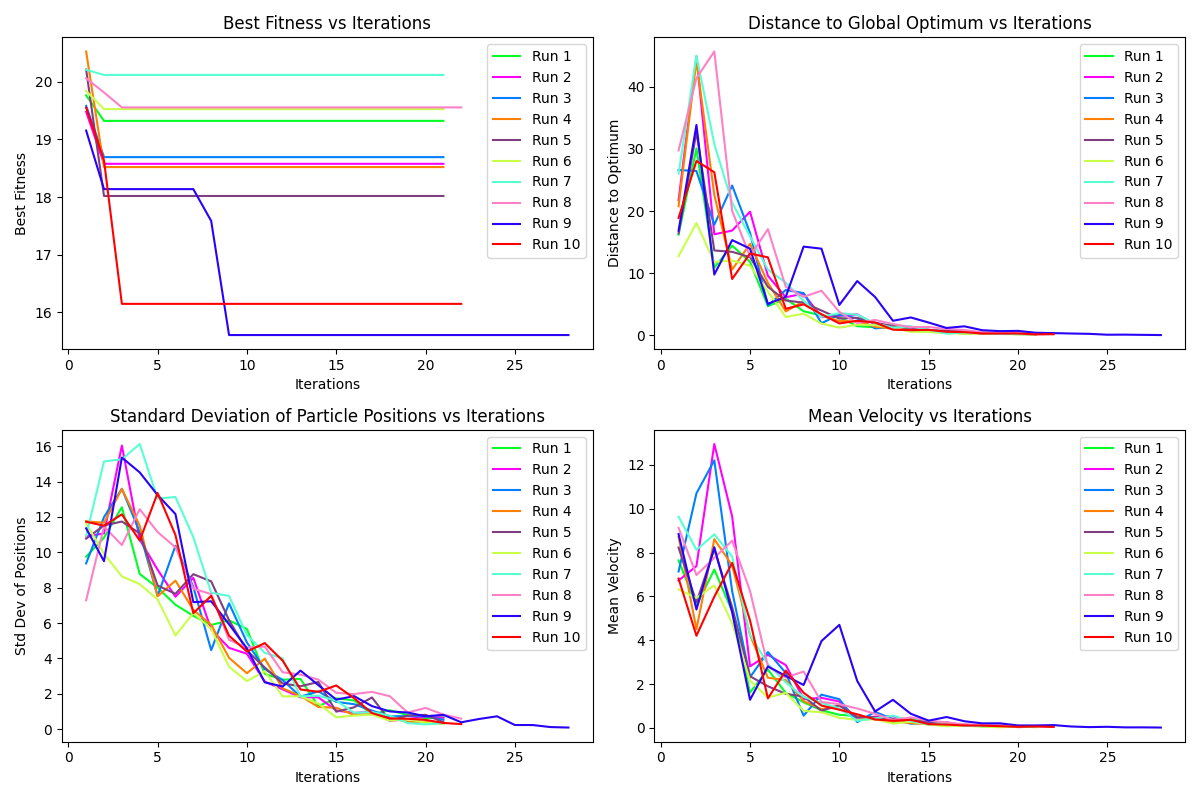 Best Fitness vs Iterations
Best Fitness
20
19
18
17
16
0 5 10 15 20 25
Iterations
Run 1
Run 2
Run 3
Run 4
Run 5
Run 6
Run 7
Run 8
Run 9
Run 10
Distance to Global Optimum vs Iterations
Distance to Optimum
40
30
20
10
0
0 5 10 15 20 25
Iterations
Run 1
Run 2
Run 3
Run 4
Run 5
Run 6
Run 7
Run 8
Run 9
Run 10
Standard Deviation of Particle Positions vs Iterations
Std Dev of Positions
16
14
12
10
8
6
4
2
0
0 5 10 15 20 25
Iterations
Run 1
Run 2
Run 3
Run 4
Run 5
Run 6
Run 7
Run 8
Run 9
Run 10
Mean Velocity vs Iterations
Mean Velocity
12
10
8
6
4
2
0
0 5 10 15 20 25
Iterations
Run 1
Run 2
Run 3
Run 4
Run 5
Run 6
Run 7
Run 8
Run 9
Run 10